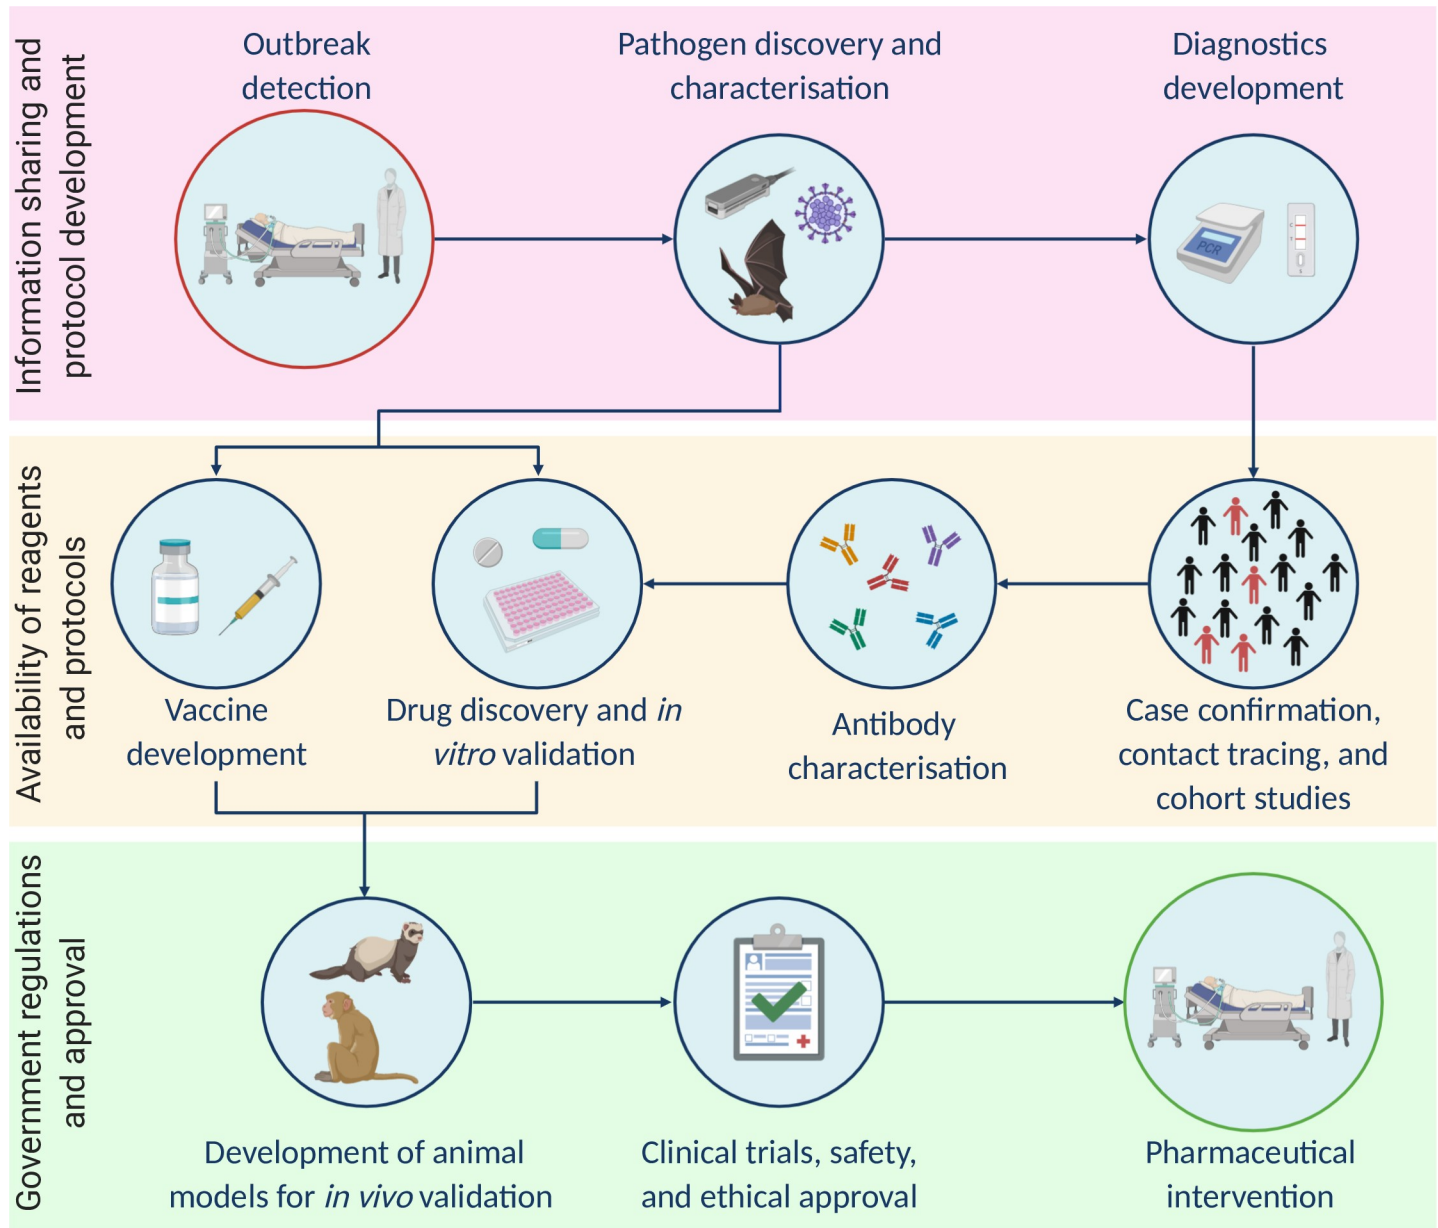 Information sharing and
protocol development
Outbreak
detection
Pathogen discovery and
characterisation
Diagnostics
development
PCR
C
T
S
Availability of reagents
and protocols
Vaccine
development
Drug discovery and in
vitro validation
Antibody
characterisation
Case confirmation,
contact tracing, and
cohort studies
Government regulations
and approval
Development of animal
models for in vivo validation
Clinical trials, safety,
and ethical approval
Pharmaceutical
intervention